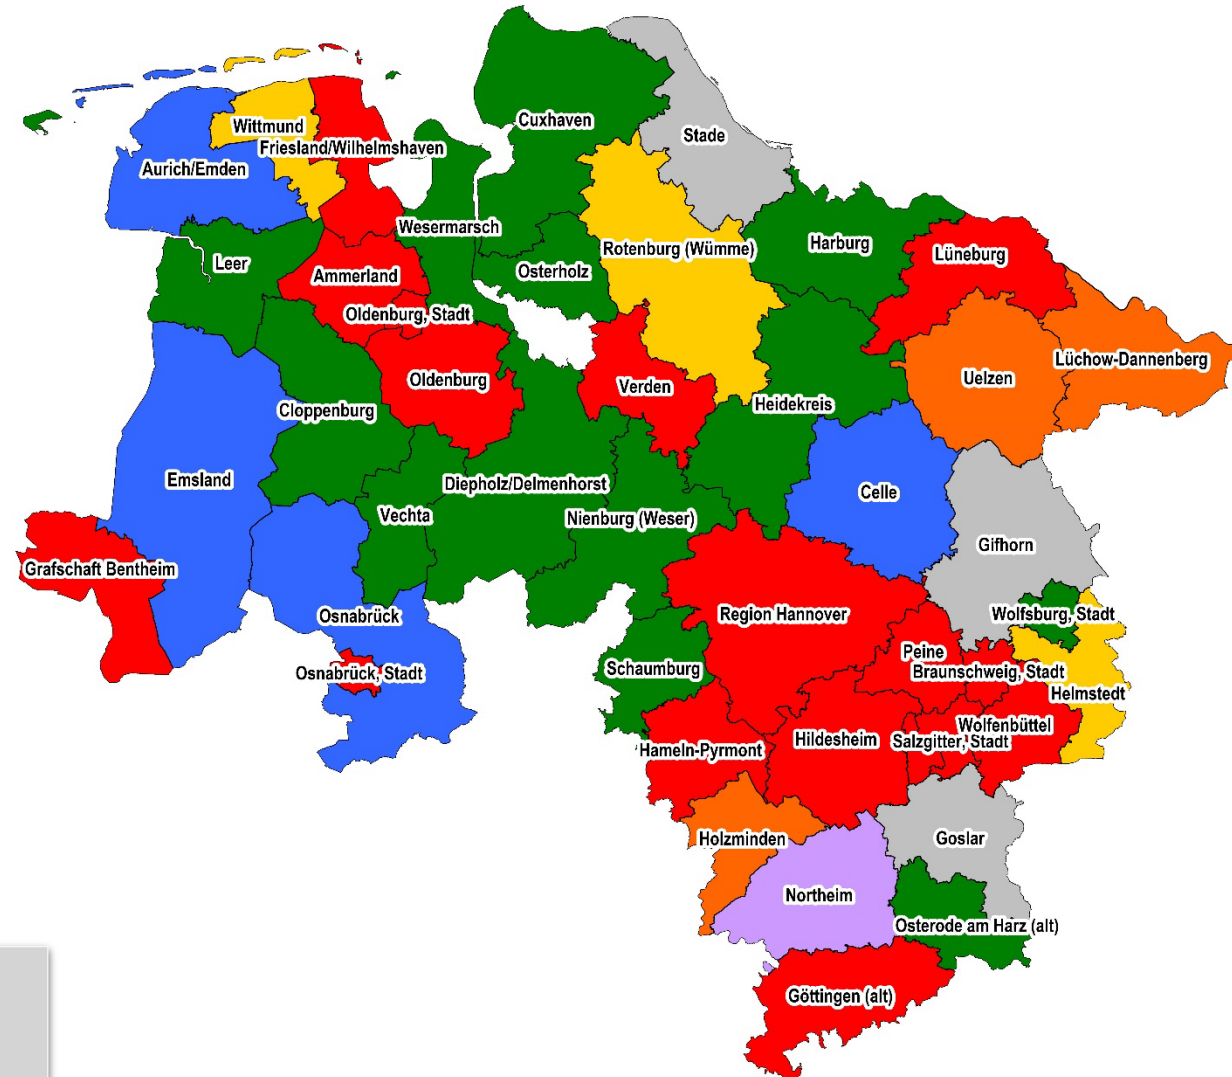 Cuxhaven
Wittmund
Stade
Friesland/Wilhelmshaven
Aurich/Emden
Wesermarsch
Rotenburg (Wümme)
Harburg
Lüneburg
Leer
Osterholz
Ammerland
Oldenburg, Stadt
Lüchow-Dannenberg
Oldenburg
Verden
Uelzen
Heidekreis
Cloppenburg
Emsland
Diepholz/Delmenhorst
Celle
Vechta
Nienburg (Weser)
Gifhorn
Grafschaft Bentheim
Osnabrück
Region Hannover
Wolfsburg, Stadt
Peine
Osnabrück, Stadt
Schaumburg
Braunschweig, Stadt
Helmstedt
Wolfenbüttel
Hameln-Pyrmont
Hildesheim
Salzgitter, Stadt
Holzminden
Goslar
Northeim
Osterode am Harz (alt)
Göttingen (alt)